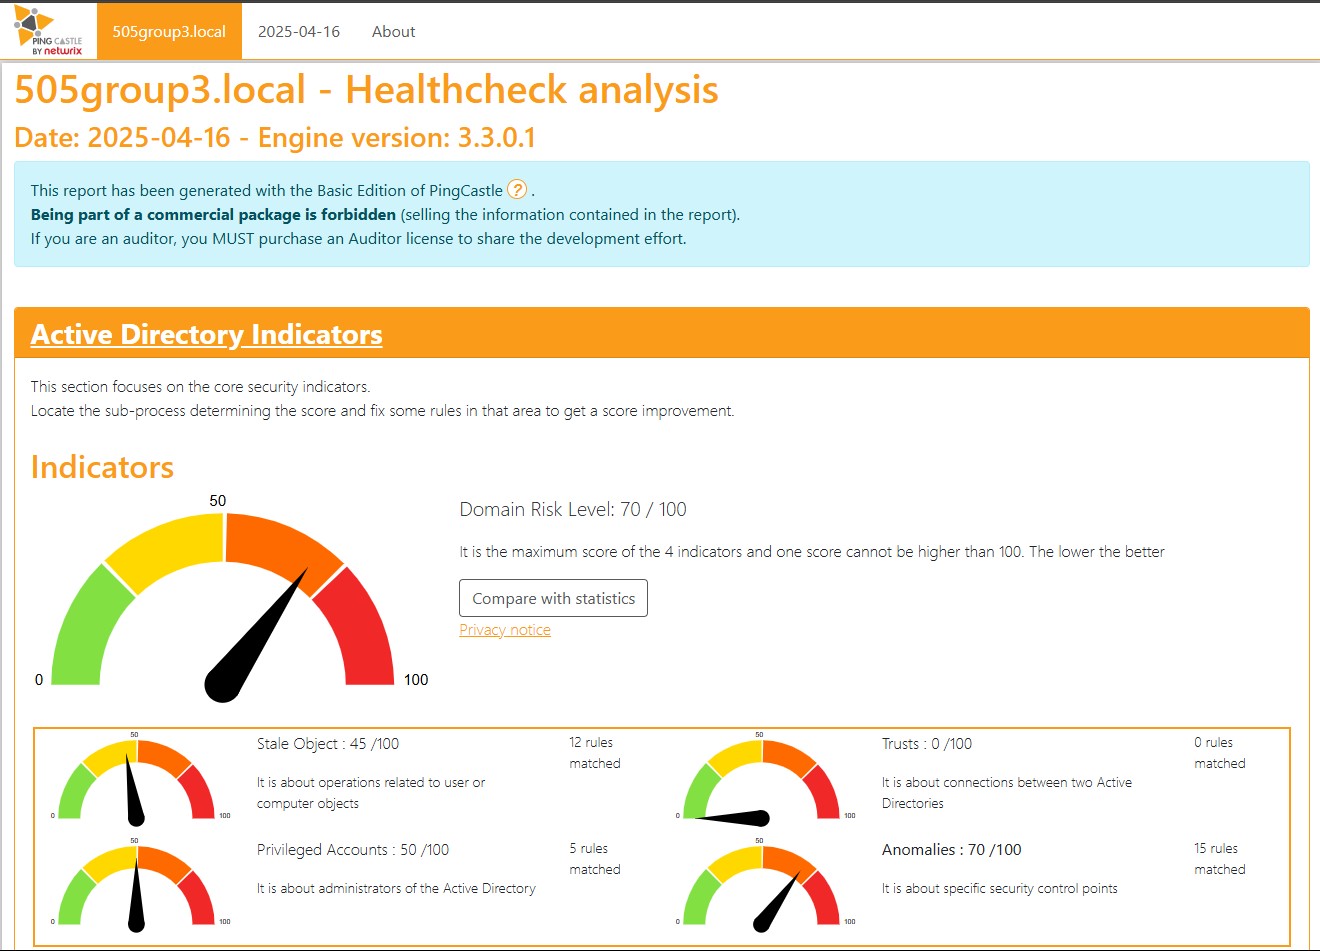 PING CASTLE
BY netwrix
505group3.local
2025-04-16
About
505group3.local - Healthcheck analysis
Date: 2025-04-16 - Engine version: 3.3.0.1
This report has been generated with the Basic Edition of PingCastle ? .
Being part of a commercial package is forbidden (selling the information contained in the report).
If you are an auditor, you MUST purchase an Auditor license to share the development effort.
Active Directory Indicators
This section focuses on the core security indicators.
Locate the sub-process determining the score and fix some rules in that area to get a score improvement.
Indicators
0
50
100
Domain Risk Level: 70 / 100
It is the maximum score of the 4 indicators and one score cannot be higher than 100. The lower the better
Compare with statistics
Privacy notice
0
50
100
Stale Object : 45 /100
It is about operations related to user or
computer objects
12 rules
matched
0
50
100
Trusts : 0 /100
It is about connections between two Active
Directories
0 rules
matched
0
50
100
Privileged Accounts : 50 /100
It is about administrators of the Active Directory
5 rules
matched
0
50
100
Anomalies : 70 /100
It is about specific security control points
15 rules
matched